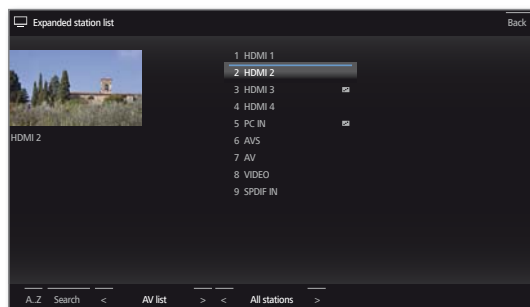 Expanded station list Back
1 HDMI 1
2 HDMI 2
3 HDMI 3
4 HDMI 4
5 PC IN
6 AVS
7 AV
8 VIDEO
9 SPDIF IN
HDMI 2
A..Z Search < AV list > < All stations >